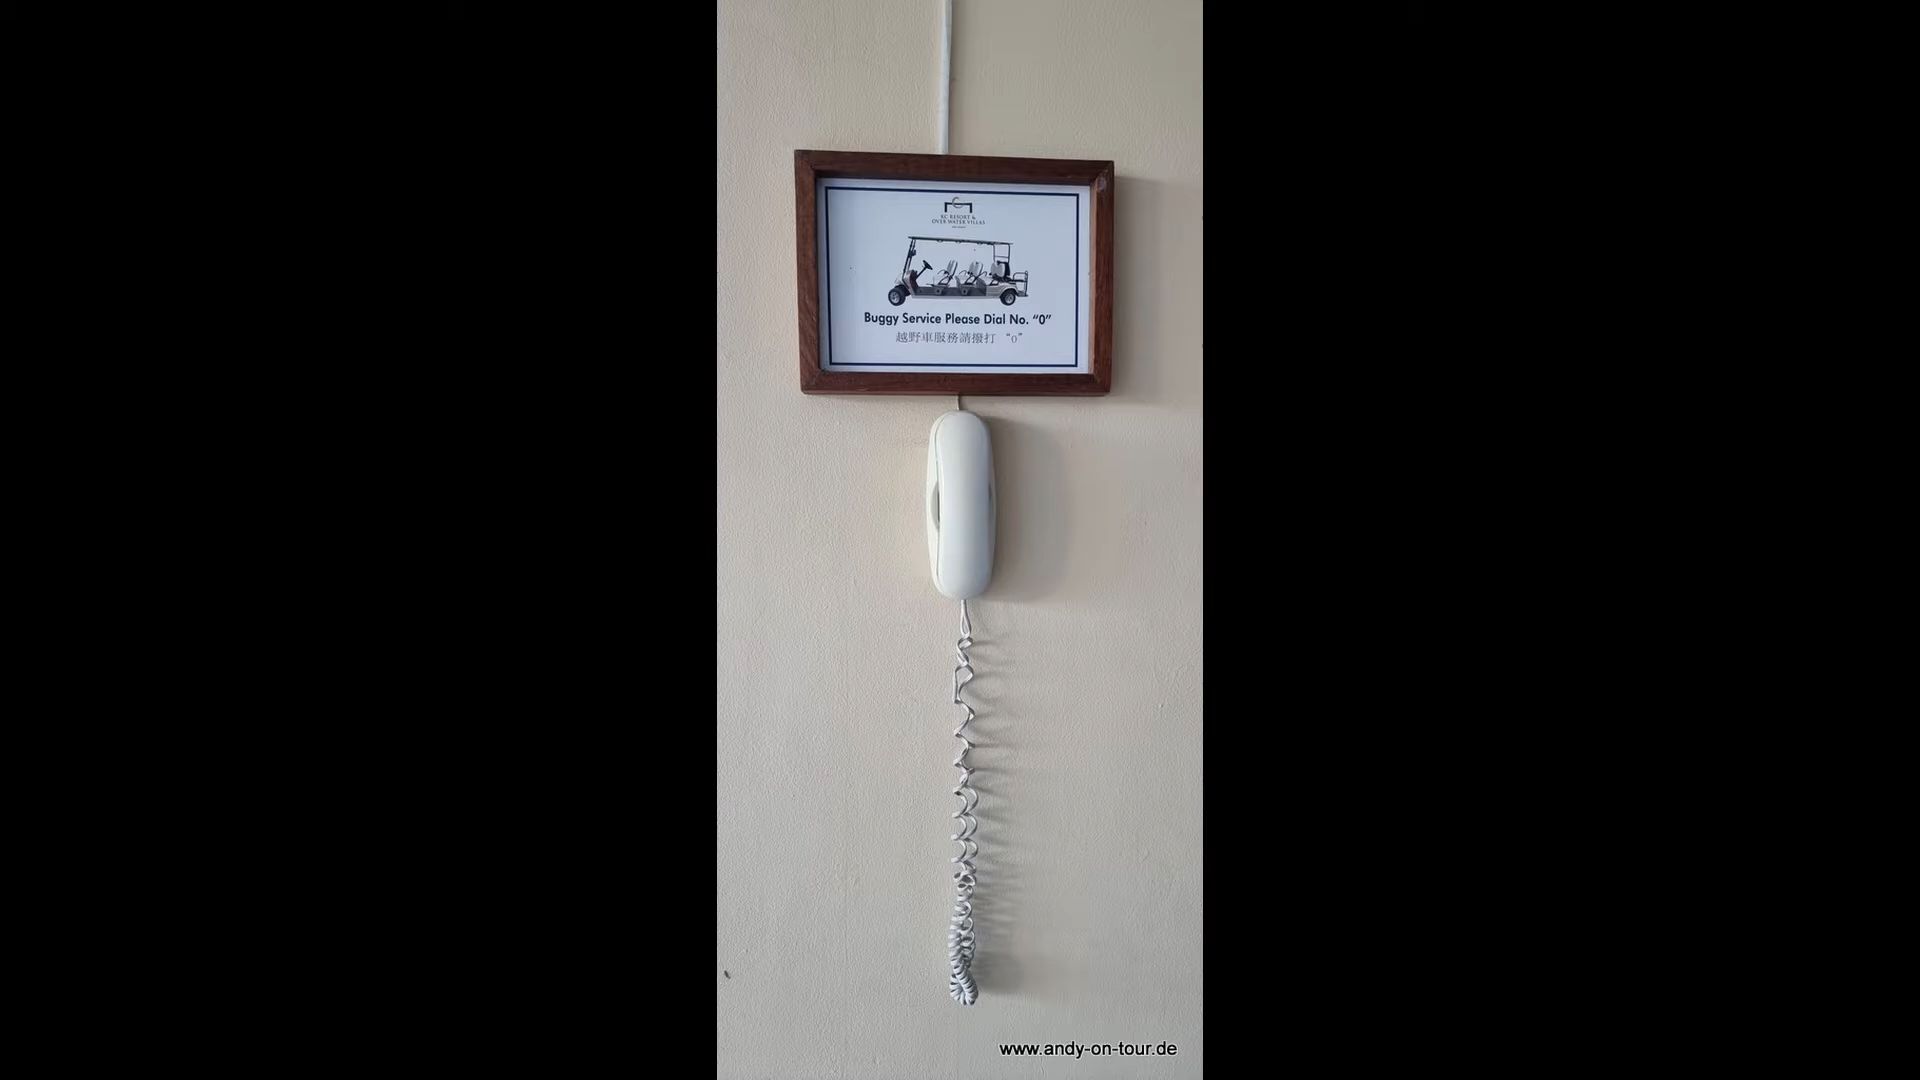 KC RESORT &
OVER WATER VILLAS
Buggy Service Please Dial No. “0”
越野車服務請撥打 “0”
www.andy-on-tour.de